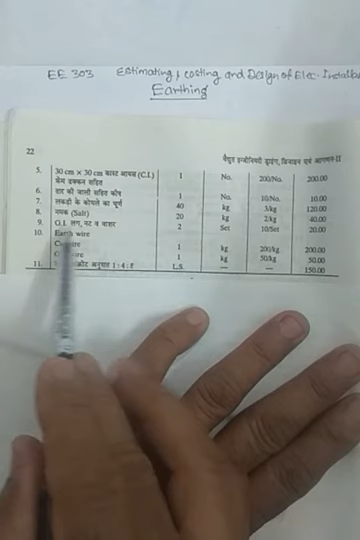 EE 303 Estimating, costing and Design of Elec. Installa
Earthing
22 वैद्युत इन्जीनियरी ड्राइंग, डिजाइन एवं आगणन-II
5. 30 cm × 30 cm कास्ट आयरन (C.I.) 1 No. 200/No. 200.00
फ्रेम ढक्कन सहित
6. तार की जाली सहित कीप 1 No. 10/No. 10.00
7. लकड़ी के कोयले का चूर्ण 40 kg 3/kg 120.00
8. नमक (Salt) 20 kg 2/kg 40.00
9. G.I. लग, नट व वाशर 2 Set 10/Set 20.00
10. Earth wire
1 kg 200/kg 200.00
1 kg 50/kg 50.00
11. अनुपात 1 : 4 : 8 L.S. — — 150.00